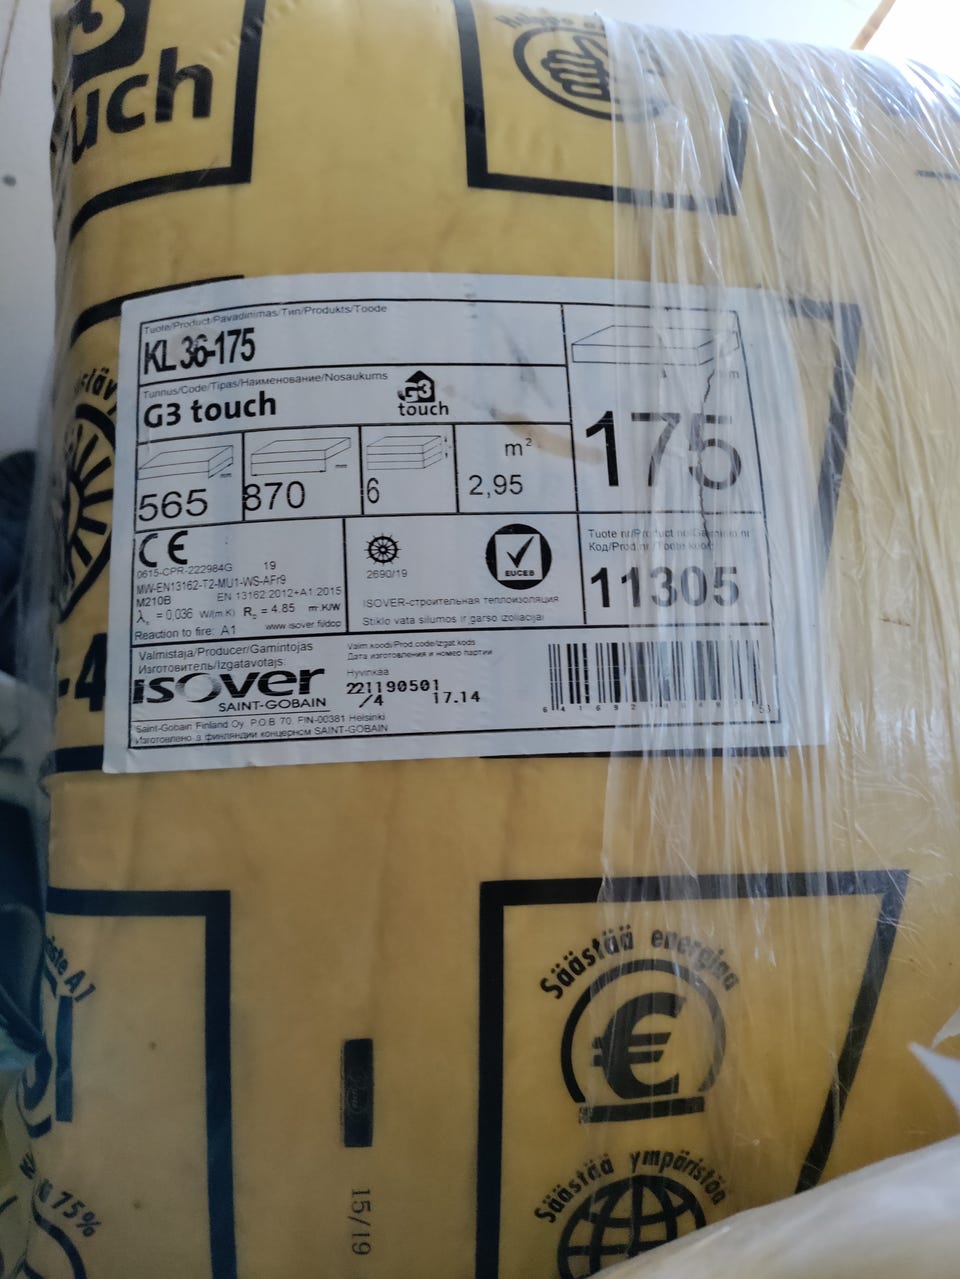 G3
touch
Tuote/Product/Pavadinimas/Тип/Produkts/Toode
KL 36-175
Tunnus/Code/Tipas/Наименование/Nosaukums
G3 touch
G3
touch
mm
175
565
870
6
m²
2,95
CE
0615-CPR-222984G 19
MW-EN13162-T2-MU1-WS-AFr9
M210B EN 13162:2012+A1:2015
= 0,036 W/(m.K) R = 4.85 m².K/W
Reaction to fire: A1 www.isover.fi/dop
2690/19
EUCEB
ISOVER-строительная теплоизоляция
Stiklo vata šilumos ir garso izoliacijai
Tuote nr/Product nr/
Код/Prod.nr./Toote kood
11305
Valmistaja/Producer/Gamintojas
Изготовитель/Izgatavotajs:
isover
SAINT-GOBAIN
Valm.koodi/Prod.code/Izgat.kods
Дата изготовления и номер партии
Hyvinkää
221190501
/4 17.14
Saint-Gobain Finland Oy. P.O.B 70. FIN-00381 Helsinki
Изготовлено в финляндии концерном SAINT-GOBAIN
-4
Säästää energiaa
€
Säästää ympäristöä
A1
75%
15/19